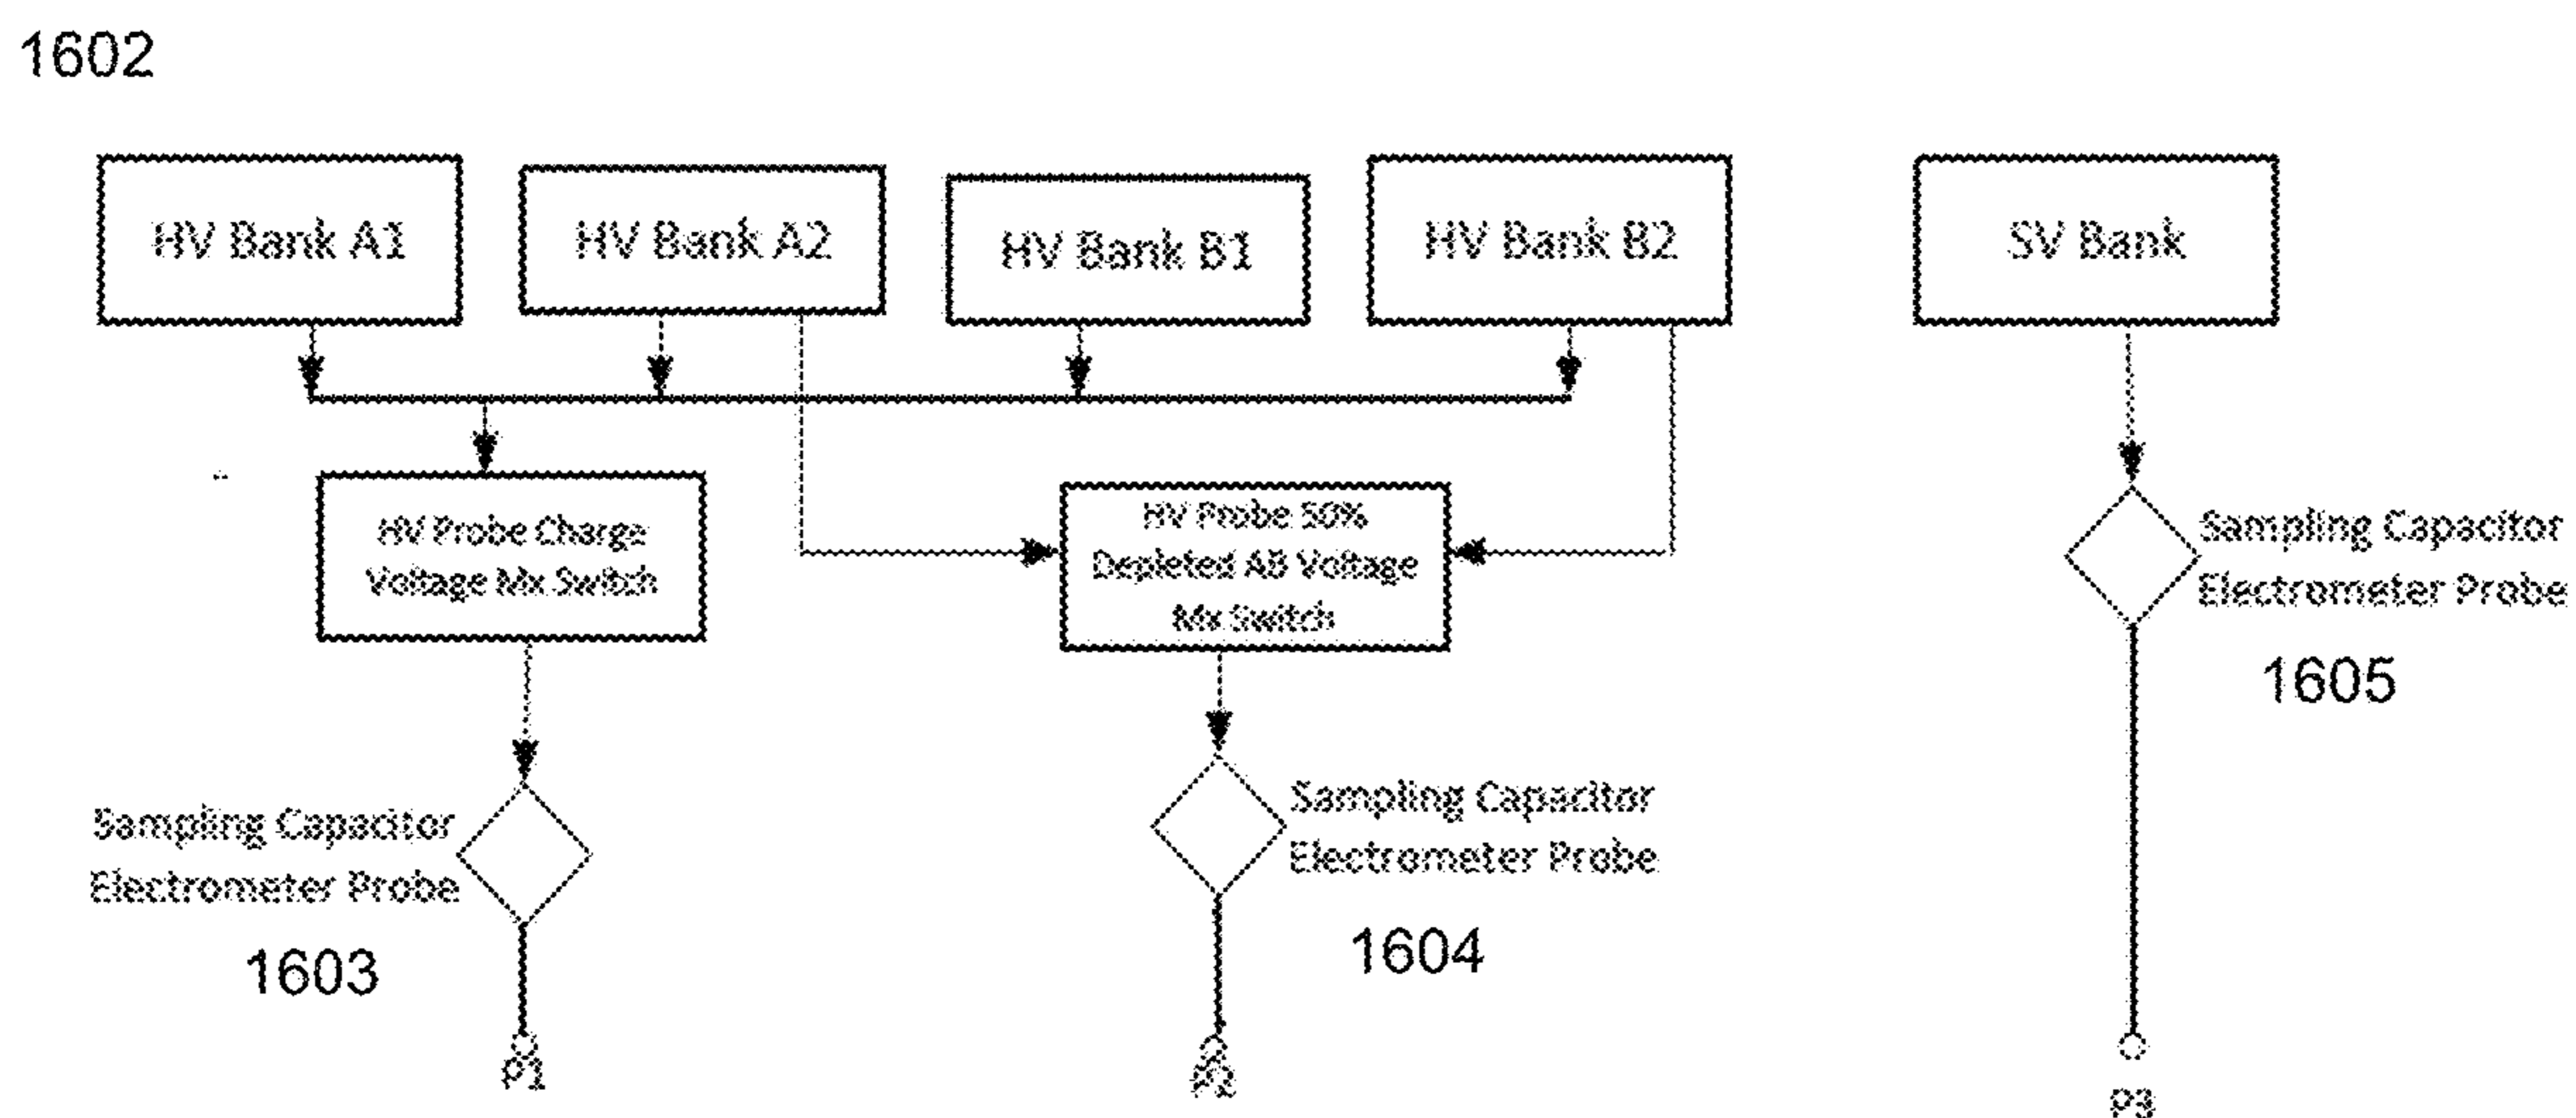 1602
HV Bank A1
HV Bank A2
HV Bank B1
HV Bank B2
SV Bank
HV Probe Charge
Voltage Mx Switch
HV Probe 50%
Depleted AB Voltage
Mx Switch
Sampling Capacitor
Electrometer Probe
1605
Sampling Capacitor
Electrometer Probe
1603
Sampling Capacitor
Electrometer Probe
1604
P1
P2
P3